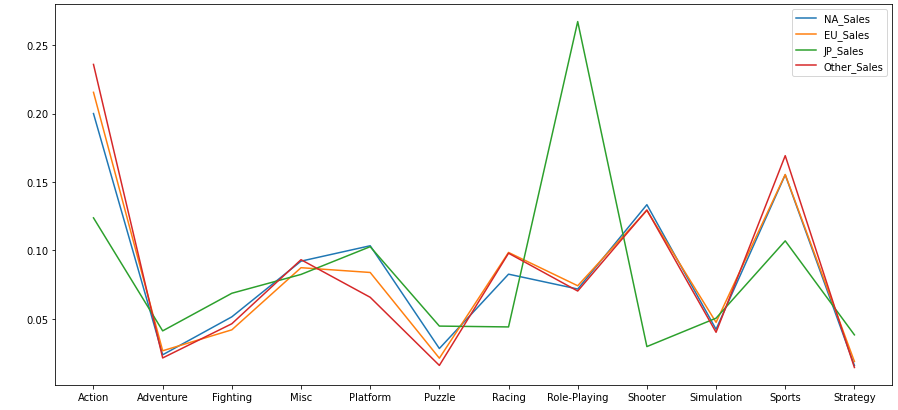 NA_Sales
EU_Sales
JP_Sales
Other_Sales
0.25
0.20
0.15
0.10
0.05
Action Adventure Fighting Misc Platform Puzzle Racing Role-Playing Shooter Simulation Sports Strategy